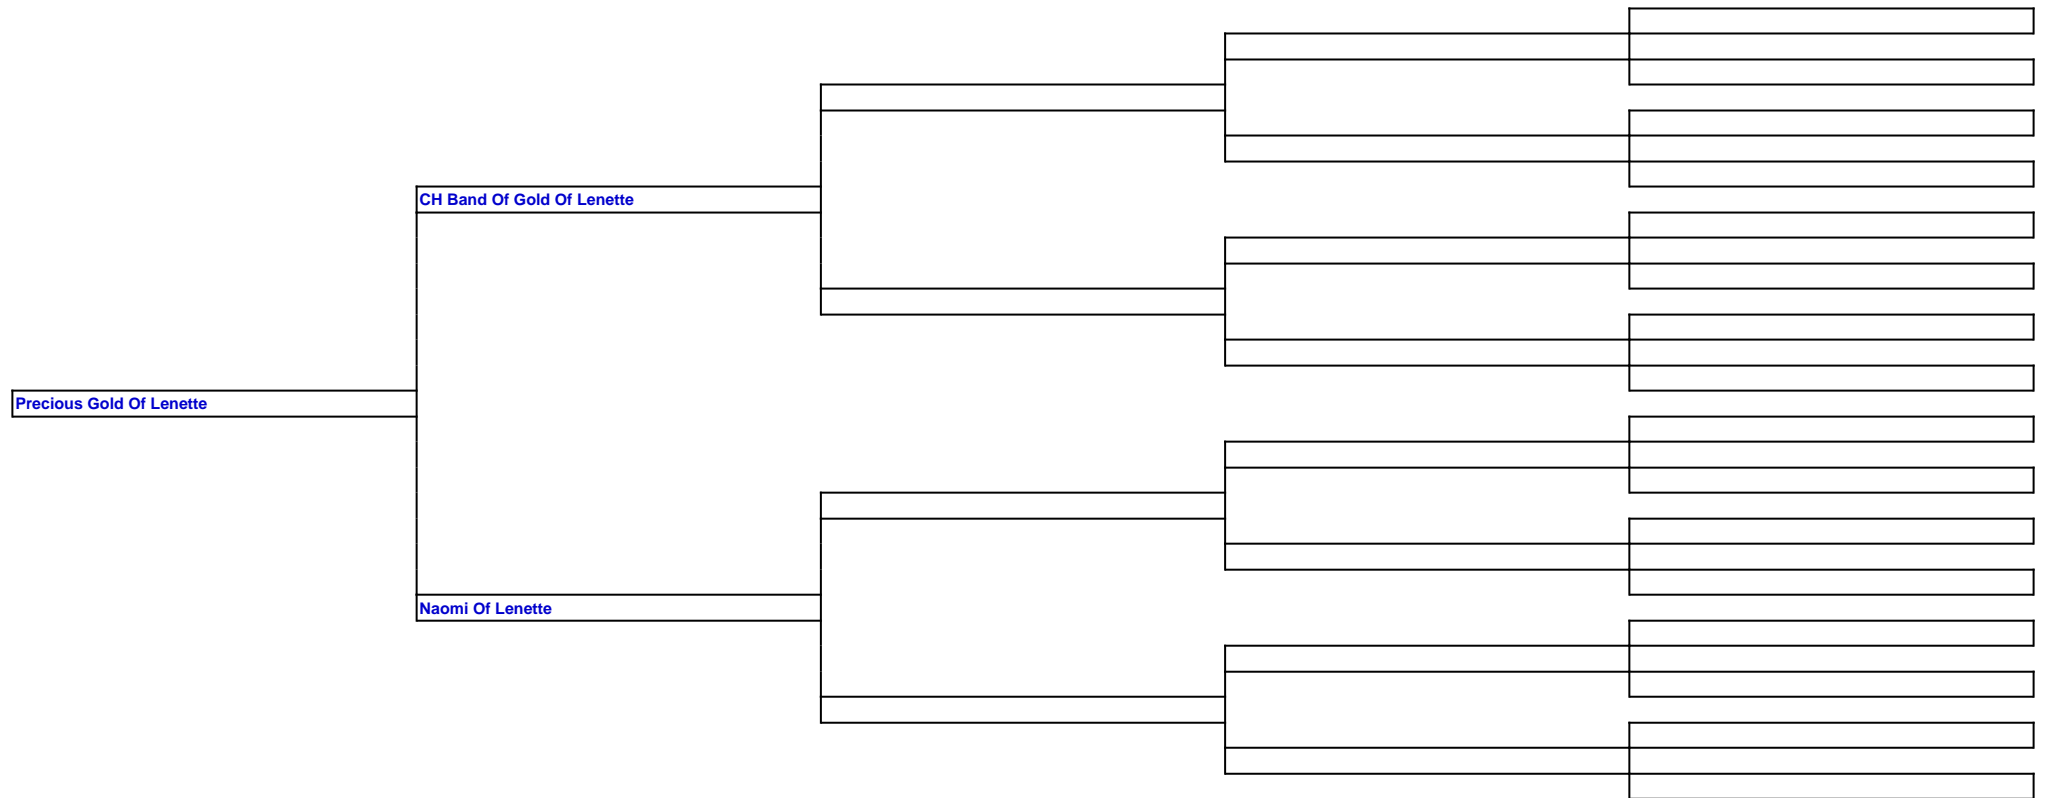 CH Band Of Gold Of Lenette
Precious Gold Of Lenette
Naomi Of Lenette